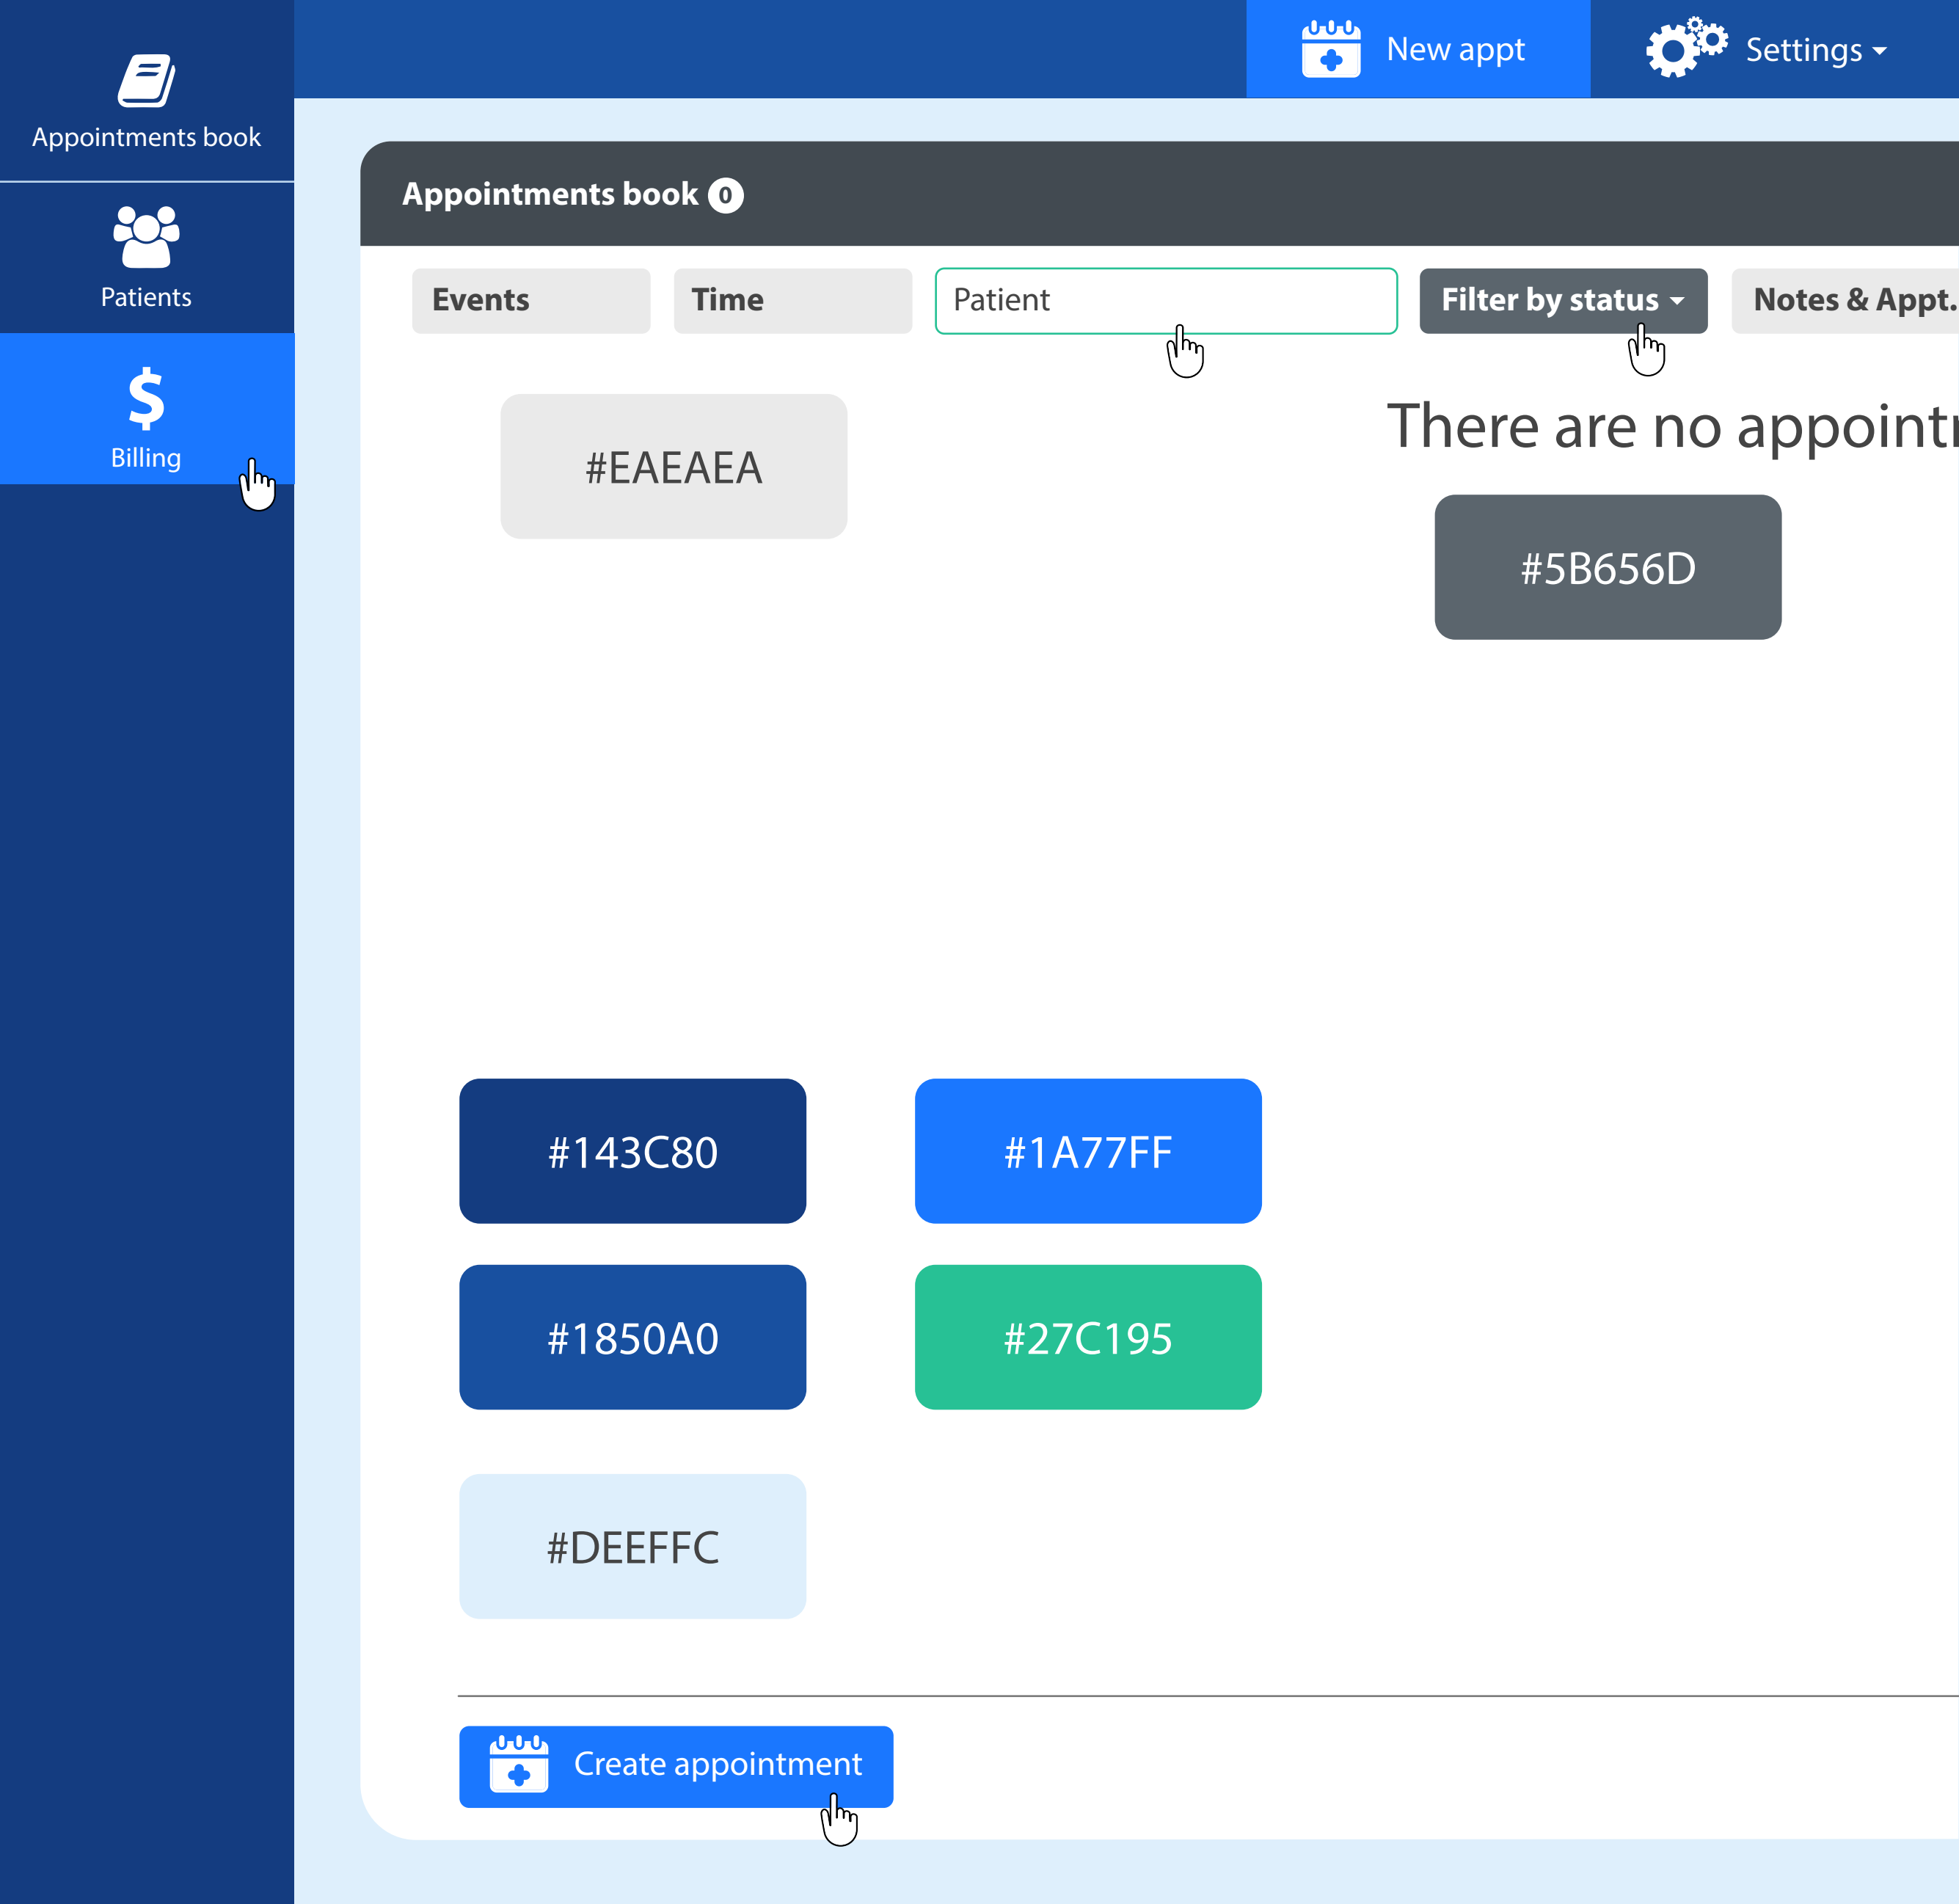 New appt
Settings
Appointments book
Patients
$
Billing
Appointments book 0
Events
Time
Patient
Filter by status
Notes & Appt.
There are no
#EAEAEA
#5B656D
#143C80
#1A77FF
#1850A0
#27C195
#DEEFFC
Create appointment